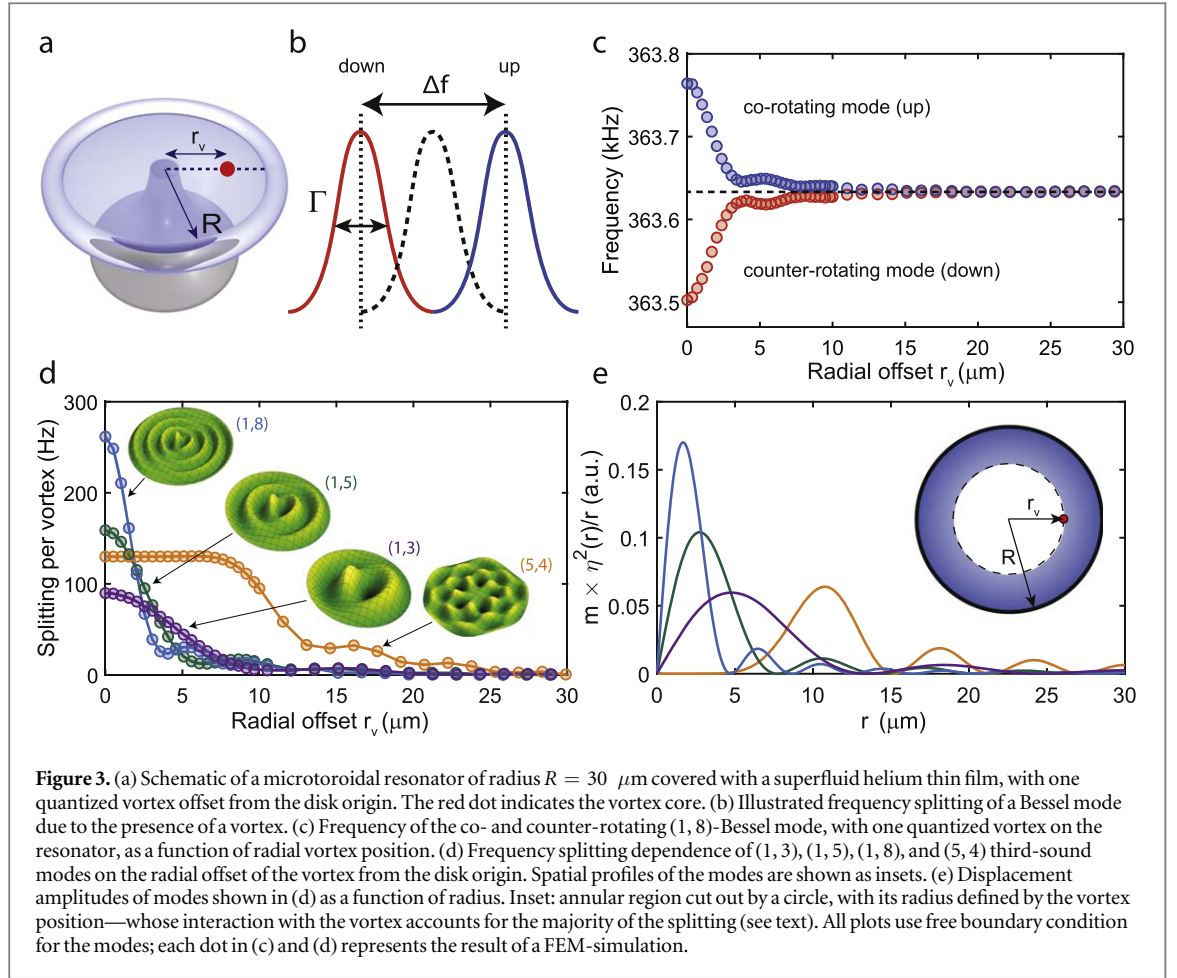 a
r_v
R
b
down
up
Δf
Γ
c
Frequency (kHz)
363.8
363.7
363.6
363.5
co-rotating mode (up)
counter-rotating mode (down)
0 5 10 15 20 25 30
Radial offset r_v (μm)
d
Splitting per vortex (Hz)
300
200
100
0
(1,8)
(1,5)
(1,3)
(5,4)
0 5 10 15 20 25 30
Radial offset r_v (μm)
e
m × η²(r)/r (a.u.)
0.2
0.15
0.1
0.05
0
r_v
R
0 5 10 15 20 25 30
r (μm)
Figure 3. (a) Schematic of a microtoroidal resonator of radius R = 30 μm covered with a superfluid helium thin film, with one
quantized vortex offset from the disk origin. The red dot indicates the vortex core. (b) Illustrated frequency splitting of a Bessel mode
due to the presence of a vortex. (c) Frequency of the co- and counter-rotating (1, 8)-Bessel mode, with one quantized vortex on the
resonator, as a function of radial vortex position. (d) Frequency splitting dependence of (1, 3), (1, 5), (1, 8), and (5, 4) third-sound
modes on the radial offset of the vortex from the disk origin. Spatial profiles of the modes are shown as insets. (e) Displacement
amplitudes of modes shown in (d) as a function of radius. Inset: annular region cut out by a circle, with its radius defined by the vortex
position—whose interaction with the vortex accounts for the majority of the splitting (see text). All plots use free boundary condition
for the modes; each dot in (c) and (d) represents the result of a FEM-simulation.